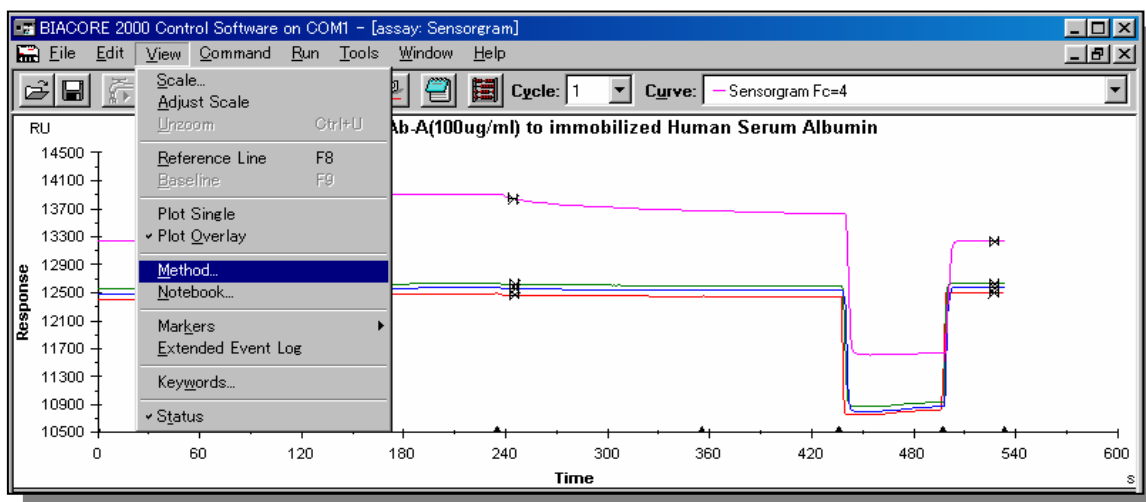 BIACORE 2000 Control Software on COM1 - [assay: Sensorgram]
File Edit View Command Run Tools Window Help
Cycle: 1 Curve: Sensorgram Fc=4
Scale...
Adjust Scale
Unzoom Ctrl+U
Reference Line F8
Baseline F9
Plot Single
Plot Overlay
Method...
Notebook...
Markers
Extended Event Log
Keywords...
Status
Ab-A(100ug/ml) to immobilized Human Serum Albumin
RU
14500
14100
13700
13300
12900
12500
12100
11700
11300
10900
10500
Response
0 60 120 180 240 300 360 420 480 540 600
Time
s